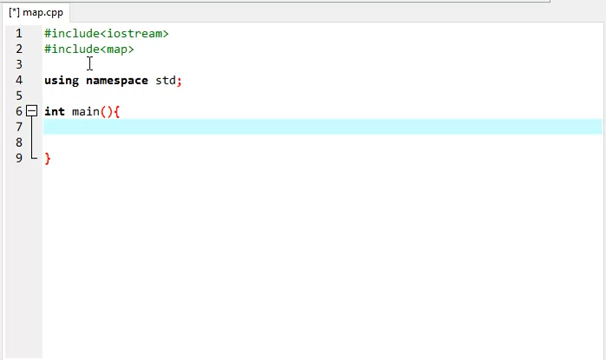 [*] map.cpp
1 #include<iostream>
2 #include<map>
3
4 using namespace std;
5
6 int main(){
7
8
9 }